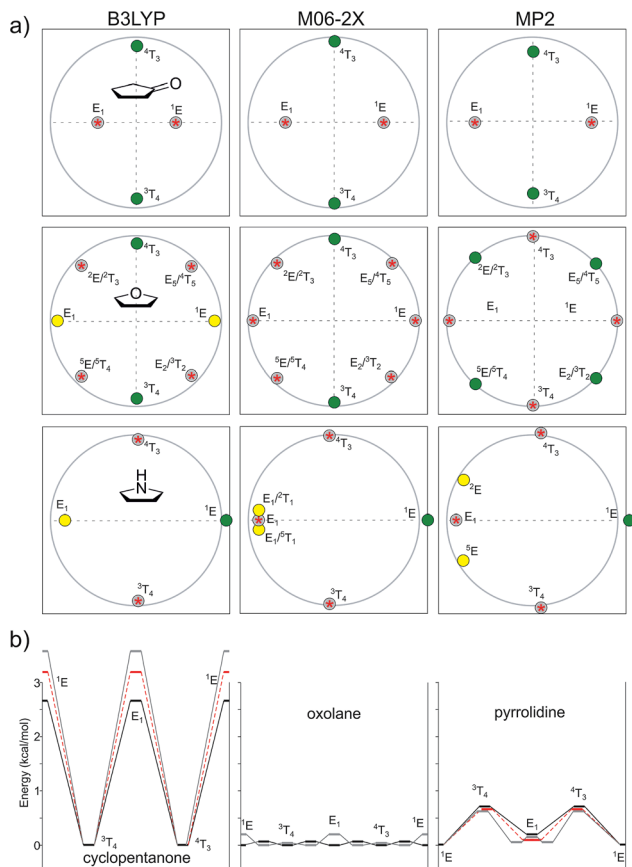 a)
B3LYP
M06-2X
MP2
⁴T₃
O
E₁
¹E
³T₄
⁴T₃
E₁
¹E
³T₄
⁴T₃
E₁
¹E
³T₄
⁴T₃
²E/²T₃
E₅/⁴T₅
O
E₁
¹E
⁵E/⁵T₄
E₂/³T₂
³T₄
⁴T₃
²E/²T₃
E₅/⁴T₅
E₁
¹E
⁵E/⁵T₄
E₂/³T₂
³T₄
⁴T₃
²E/²T₃
E₅/⁴T₅
E₁
¹E
⁵E/⁵T₄
E₂/³T₂
³T₄
⁴T₃
H
N
E₁
¹E
³T₄
⁴T₃
E₁/²T₁
E₁
E₁/⁵T₁
¹E
³T₄
⁴T₃
²E
E₁
¹E
⁵E
³T₄
b)
Energy (kcal/mol)
3
2
1
0
¹E
E₁
¹E
³T₄
⁴T₃
cyclopentanone
oxolane
¹E
³T₄
E₁
⁴T₃
¹E
pyrrolidine
³T₄
E₁
⁴T₃
¹E
¹E